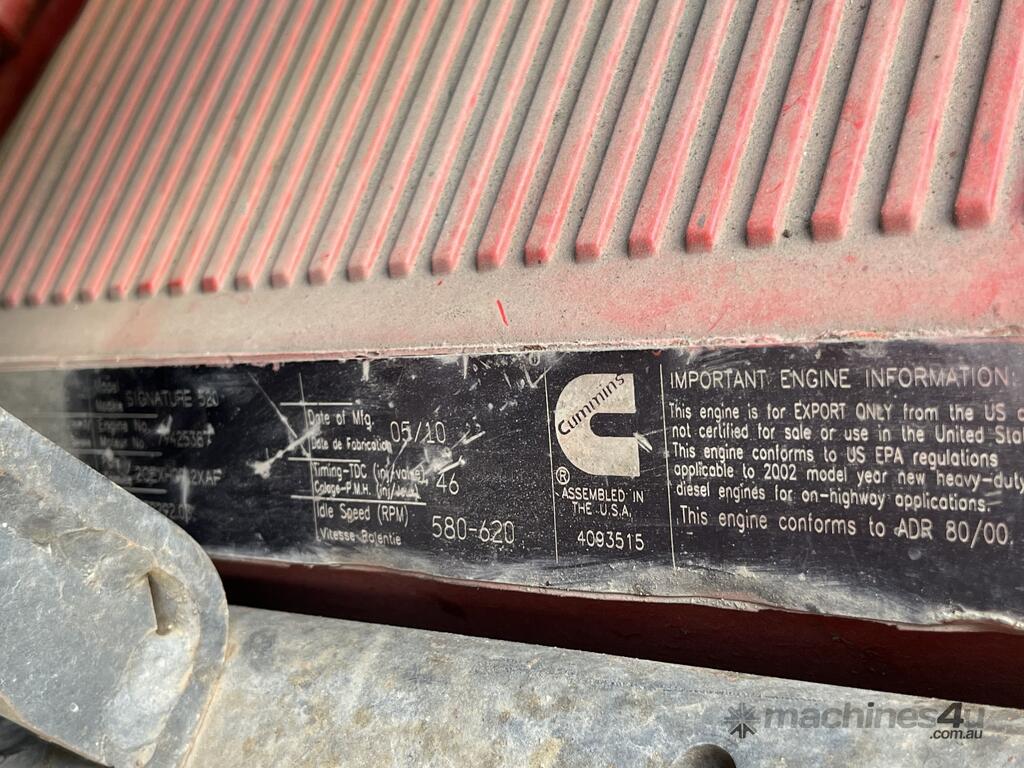 Model
SIGNATURE 520
Engine No.
Moteur No
Date of Mfg.
Date de Fabrication
05/10
Timing-TDC
46
Idle Speed (RPM)
580-620
Cummins
®
ASSEMBLED IN
THE U.S.A.
4093515
IMPORTANT ENGINE INFORMATION
This engine is for EXPORT ONLY from the US
not certified for sale or use in the United
This engine conforms to US EPA regulations
applicable to 2002 model year new heavy-duty
diesel engines for on-highway applications.
This engine conforms to ADR 80/00.
machines4u
.com.au